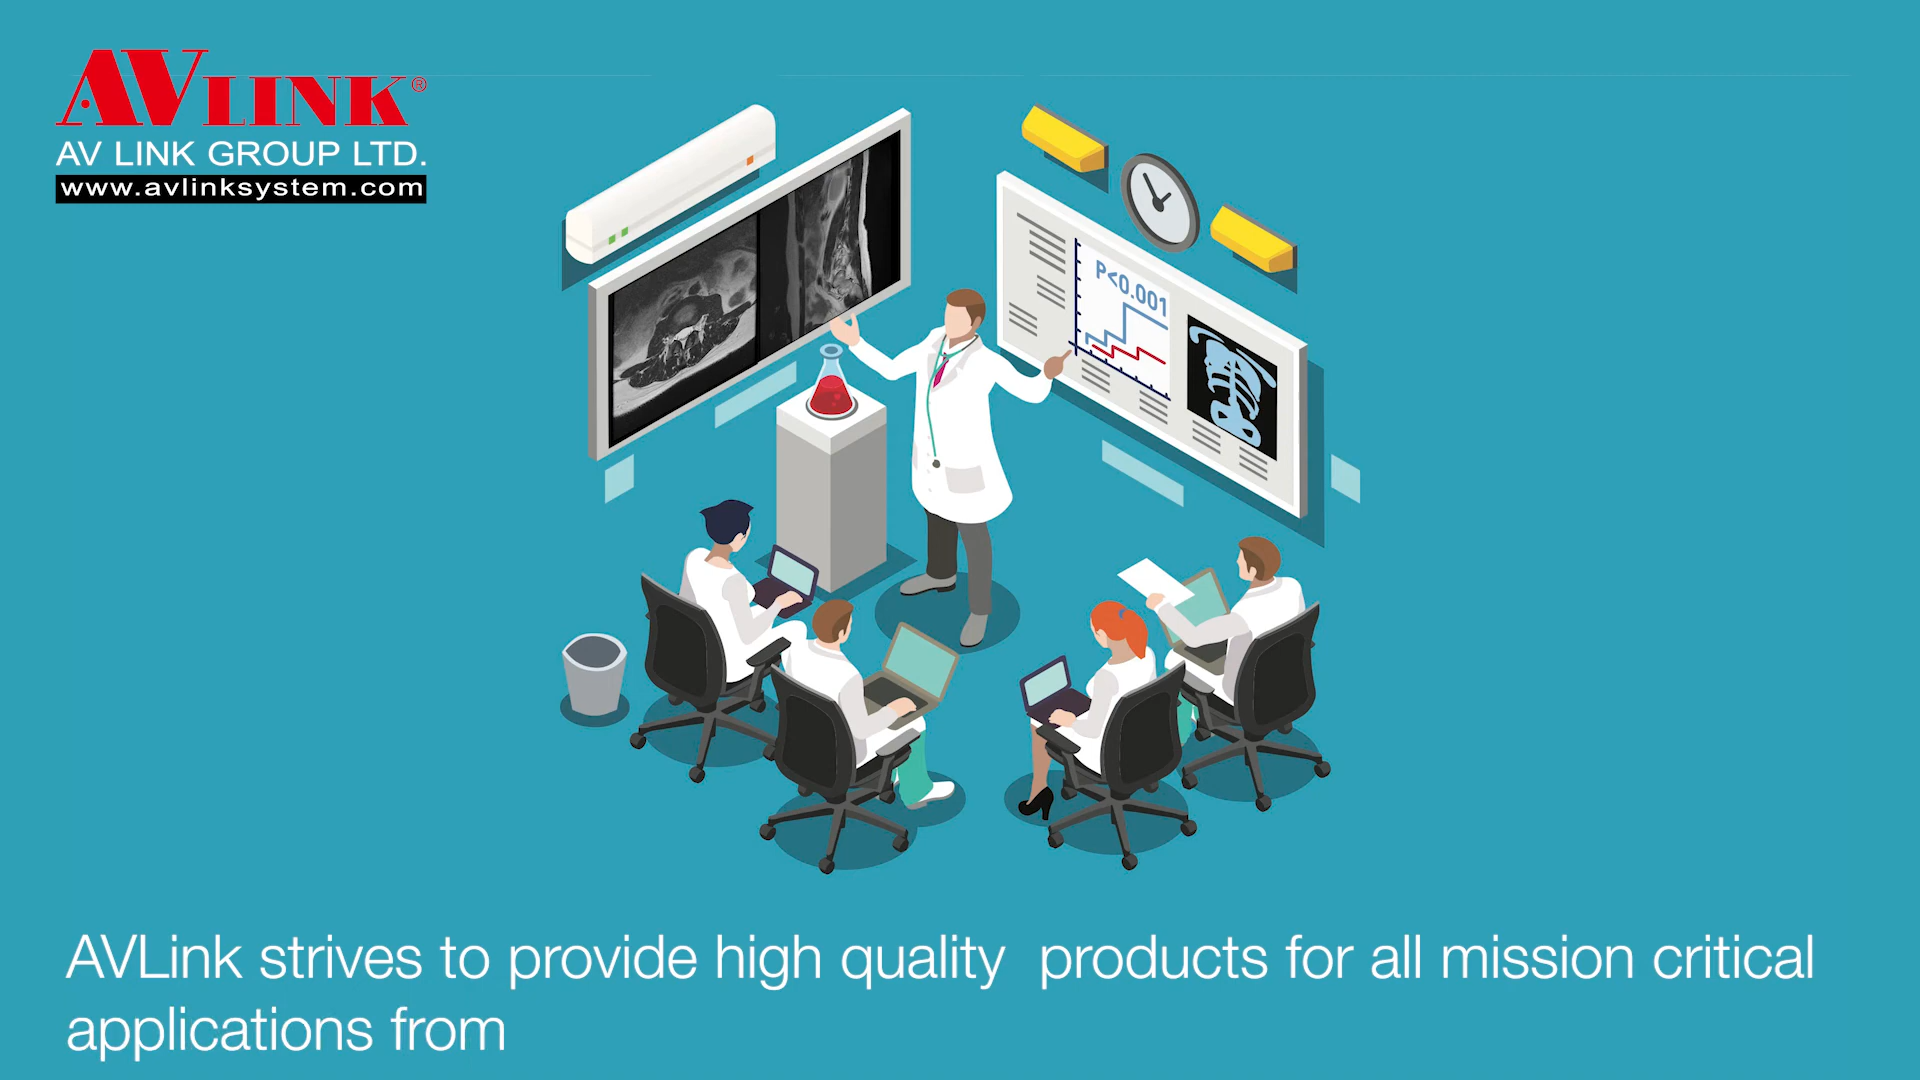 AVLINK®
AV LINK GROUP LTD.
www.avlinksystem.com
P<0.001
AVLink strives to provide high quality  products for all mission critical
applications from